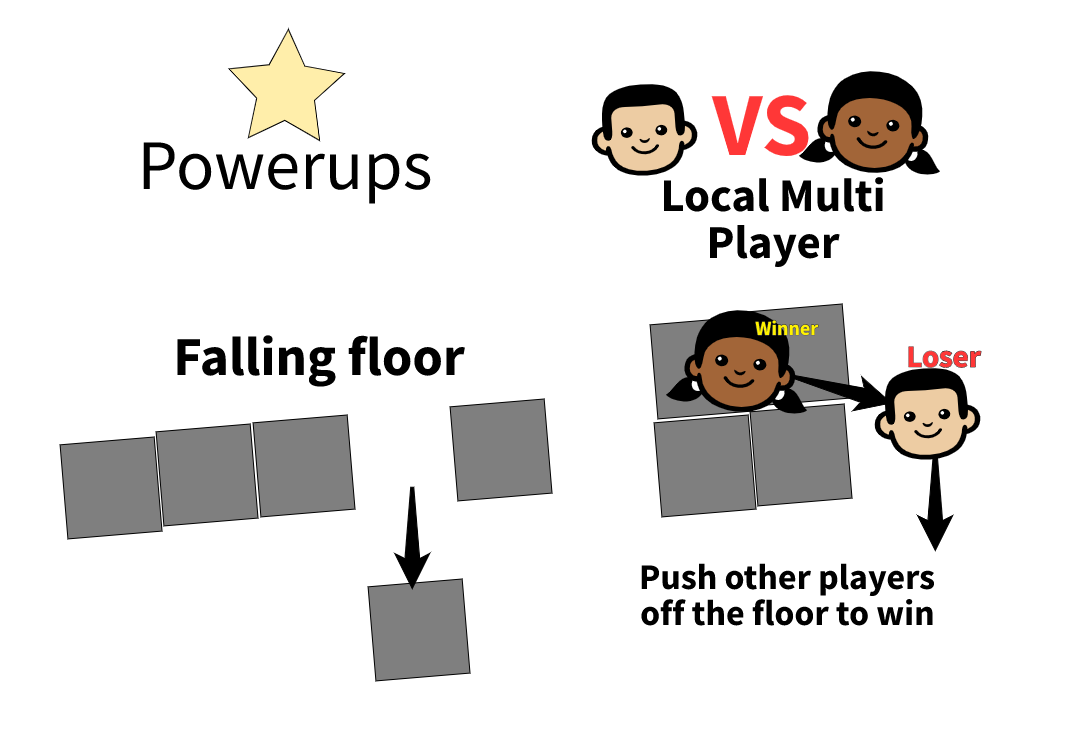 Powerups
VS
Local Multi
Player
Falling floor
Winner
Loser
Push other players
off the floor to win